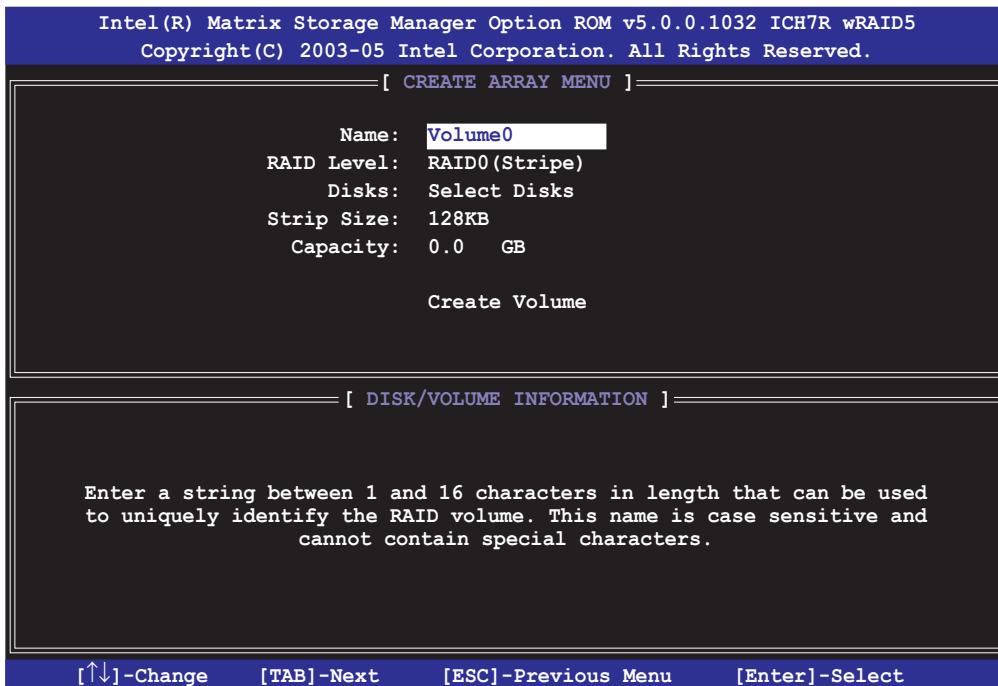 Intel(R) Matrix Storage Manager Option ROM v5.0.0.1032 ICH7R wRAID5
Copyright(C) 2003-05 Intel Corporation. All Rights Reserved.
[ CREATE ARRAY MENU ]
Name: Volume0
RAID Level: RAID0(Stripe)
Disks: Select Disks
Strip Size: 128KB
Capacity: 0.0 GB
Create Volume
[ DISK/VOLUME INFORMATION ]
Enter a string between 1 and 16 characters in length that can be used
to uniquely identify the RAID volume. This name is case sensitive and
cannot contain special characters.
[↑↓]-Change [TAB]-Next [ESC]-Previous Menu [Enter]-Select